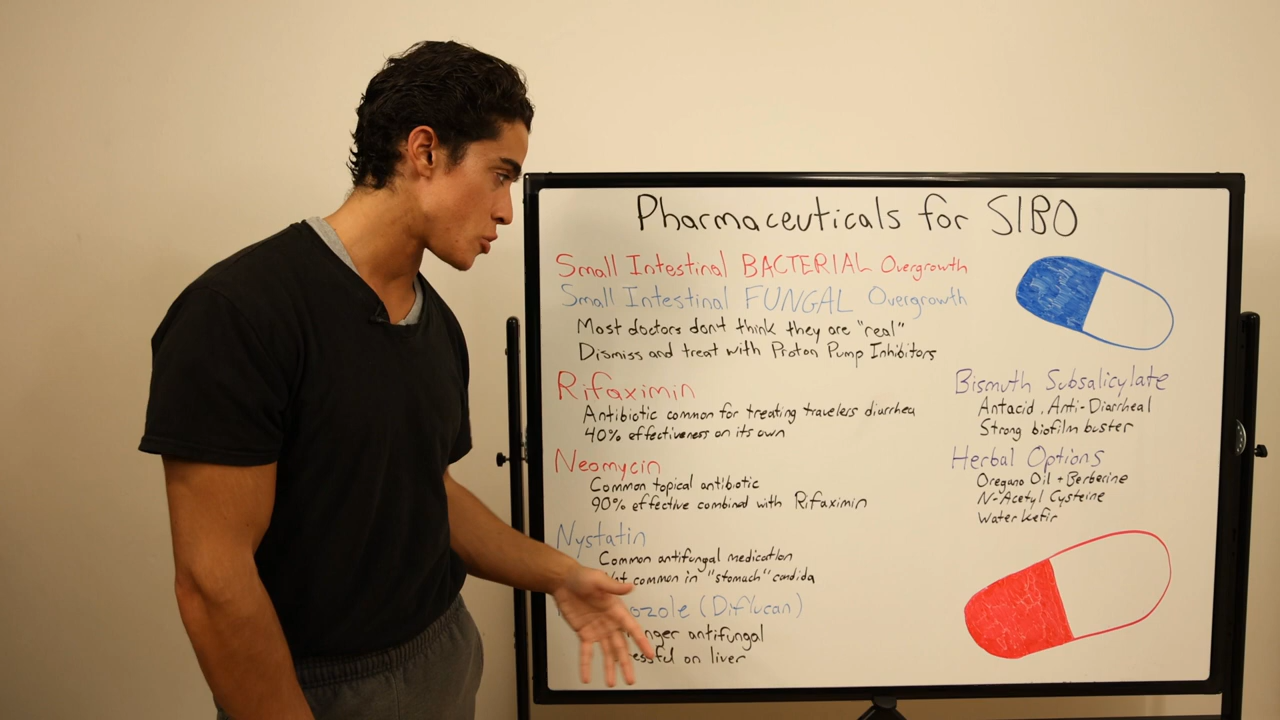 Pharmaceuticals for SIBO
Small Intestinal BACTERIAL Overgrowth
Small Intestinal FUNGAL Overgrowth
Most doctors don't think they are "real"
Dismiss and treat with Proton Pump Inhibitors
Rifaximin
Antibiotic common for treating travelers diarrhea
40% effectiveness on its own
Neomycin
Common topical antibiotic
90% effective combined with Rifaximin
Nystatin
Common antifungal medication
common in "stomach" candida
(Diflucan)
antifungal
on liver
Bismuth Subsalicylate
Antacid, Anti-Diarrheal
Strong biofilm buster
Herbal Options
Oregano Oil + Berberine
N-Acetyl Cysteine
Water Kefir